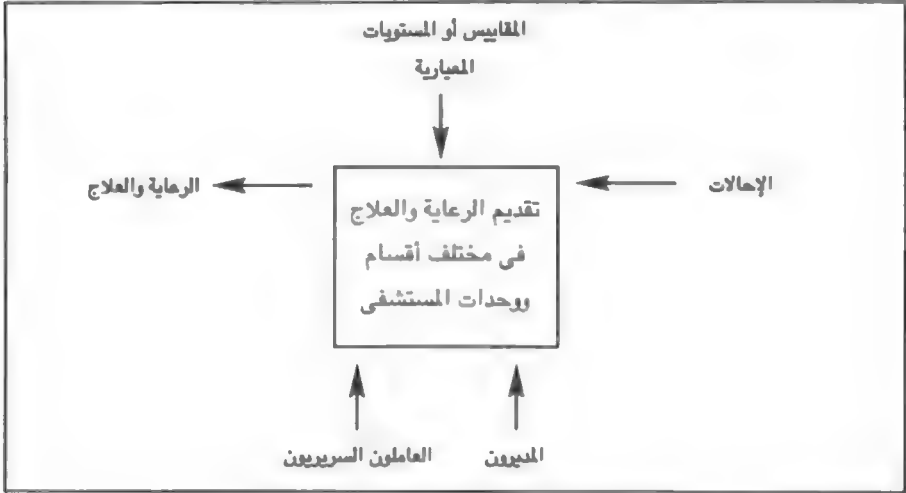 المقاييس أو المستويات
المعيارية
الإحالات
الرعاية والعلاج
تقديم الرعاية والعلاج
فى مختلف أقسام
ووحدات المستشفى
المديرون
العاملون السريريون